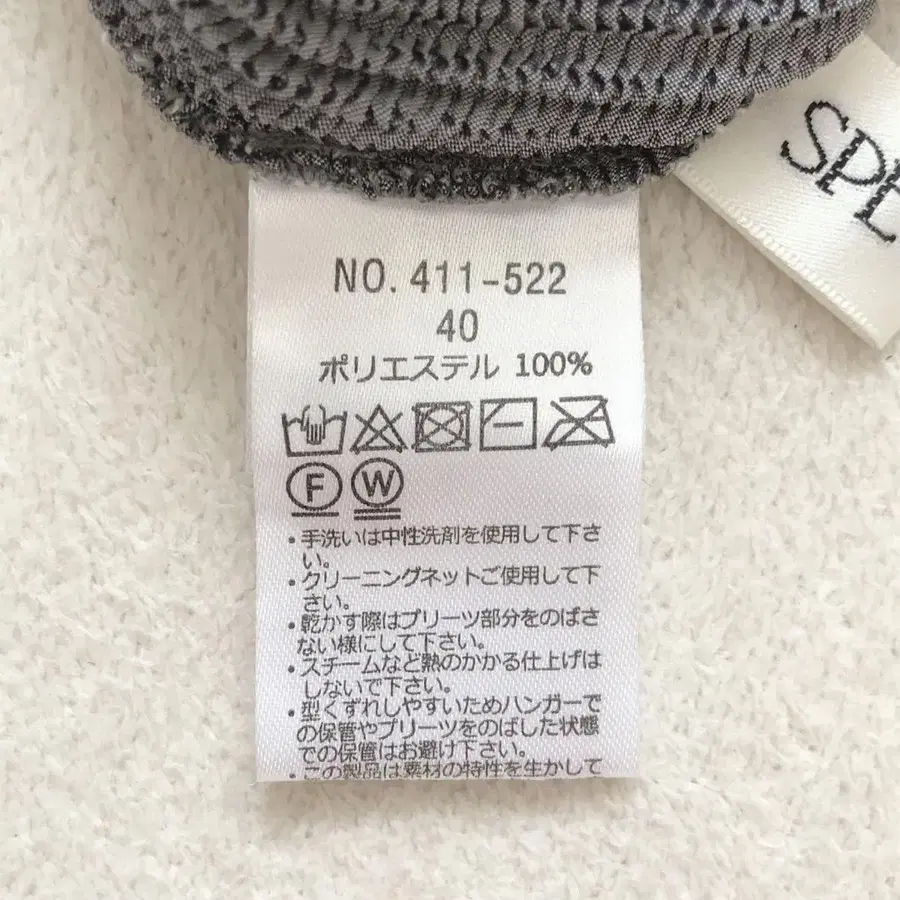 SPE
NO. 411-522
40
ポリエステル 100%
F W
・手洗いは中性洗剤を使用して下さ
い。
・クリーニングネットご使用して下
さい。
・乾かす際はプリーツ部分をのばさ
ない様にして下さい。
・スチームなど熱のかかる仕上げは
しないで下さい。
・型くずれしやすいためハンガーで
の保管やプリーツをのばした状態
での保管はお避け下さい。
・この製品は素材の特性を生かして